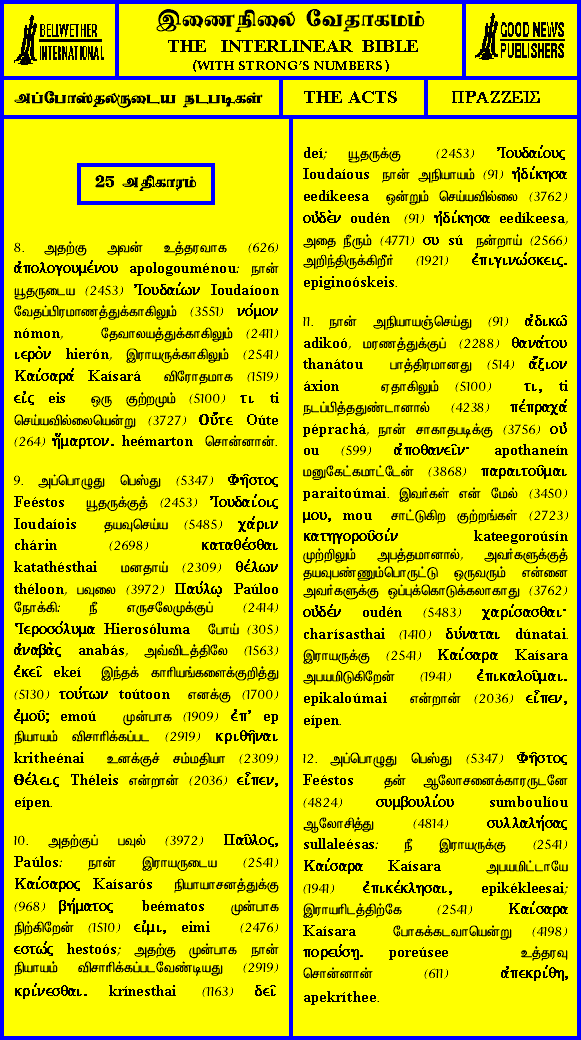 BELLWETHER
INTERNATIONAL
இணைநிலை வேதாகமம்
THE INTERLINEAR BIBLE
(WITH STRONG'S NUMBERS)
GOOD NEWS
PUBLISHERS
அப்போஸ்தலருடைய நடபடிகள்
THE ACTS
ΠΡΑΖΖΕΙΣ
25 அதிகாரம்
8. அதற்கு அவன் உத்தரவாக (626)
ἀπολογουμένου apologouménou: நான்
யூதருடைய (2453) Ἰουδαίων Ioudaíoon
வேதப்பிரமாணத்துக்காகிலும் (3551) νόμον
nómon, தேவாலயத்துக்காகிலும் (2411)
ιερὸν hierón, இராயருக்காகிலும் (2541)
Καίσαρά Kaísará விரோதமாக (1519)
εἰς eis ஒரு குற்றமும் (5100) τι ti
செய்யவில்லையென்று (3727) Οὔτε Oúte
(264) ἥμαρτον. heémarton சொன்னான்.
9. அப்பொழுது பெஸ்து (5347) Φῆστος
Feéstos யூதருக்குத் (2453) Ἰουδαίοις
Ioudaíois தயவுசெய்ய (5485) χάριν
chárin (2698) καταθέσθαι
katathésthai மனதாய் (2309) θέλων
théloon, பவுலை (3972) Παύλῳ Paúloo
நோக்கி: நீ எருசலேமுக்குப் (2414)
Ἱεροσόλυμα Hierosóluma போய் (305)
ἀναβὰς anabás, அவ்விடத்திலே (1563)
ἐκεῖ ekeí இந்தக் காரியங்களைக்குறித்து
(5130) τούτων toútoon எனக்கு (1700)
ἐμοῦ; emoú முன்பாக (1909) ἐπ' ep
நியாயம் விசாரிக்கப்பட (2919) κριθῆναι
kritheénai உனக்குச் சம்மதியா (2309)
Θέλεις Théleis என்றான் (2036) εἶπεν,
eípen.
10. அதற்குப் பவுல் (3972) Παῦλος,
Paúlos: நான் இராயருடைய (2541)
Καίσαρος Kaísarós நியாயாசனத்துக்கு
(968) βήματος beématos முன்பாக
நிற்கிறேன் (1510) εἰμι, eimi (2476)
εστώς hestoós; அதற்கு முன்பாக நான்
நியாயம் விசாரிக்கப்படவேண்டியது (2919)
κρίνεσθαι. krínesthai (1163) δεῖ
deí; யூதருக்கு (2453) Ἰουδαίους
Ioudaíous நான் அநியாயம் (91) ἠδίκησα
eedíkeesa ஒன்றும் செய்யவில்லை (3762)
οὐδὲν oudén (91) ἠδίκησα eedíkeesa,
அதை நீரும் (4771) συ sú நன்றாய் (2566)
அறிந்திருக்கிறீர் (1921) ἐπιγινώσκεις.
epiginoóskeis.
11. நான் அநியாயஞ்செய்து (91) ἀδικῶ
adikoó, மரணத்துக்குப் (2288) θανάτου
thanátou பாத்திரமானது (514) ἄξιον
áxion ஏதாகிலும் (5100) τι, ti
நடப்பித்ததுண்டானால் (4238) πέπραχά
péprachá, நான் சாகாதபடிக்கு (3756) οὐ
ou (599) ἀποθανεῖν· apothaneín
மனுகேட்கமாட்டேன் (3868) παραιτοῦμαι
paraitoúmai. இவர்கள் என் மேல் (3450)
μου, mou சாட்டுகிற குற்றங்கள் (2723)
κατηγοροῦσίν kateegoroúsín
முற்றிலும் அபத்தமானால், அவர்களுக்குத்
தயவுபண்ணும்பொருட்டு ஒருவரும் என்னை
அவர்களுக்கு ஒப்புக்கொடுக்கலாகாது (3762)
οὐδέν oudén (5483) χαρίσασθαι·
charísasthai (1410) δύναται dúnatai.
இராயருக்கு (2541) Καίσαρα Kaísara
அபயமிடுகிறேன் (1941) ἐπικαλοῦμαι.
epikaloúmai என்றான் (2036) εἶπεν,
eípen.
12. அப்பொழுது பெஸ்து (5347) Φῆστος
Feéstos தன் ஆலோசனைக்காரருடனே
(4824) συμβουλίου sumboulíou
ஆலோசித்து (4814) συλλαλήσας
sullaleésas: நீ இராயருக்கு (2541)
Καίσαρα Kaísara அபயமிட்டாயே
(1941) ἐπικέκλησαι, epikékleesai;
இராயரிடத்திற்கே (2541) Καίσαρα
Kaísara போகக்கடவாயென்று (4198)
πορεύσῃ. poreúsee உத்தரவு
சொன்னான் (611) ἀπεκρίθη,
apekríthee.